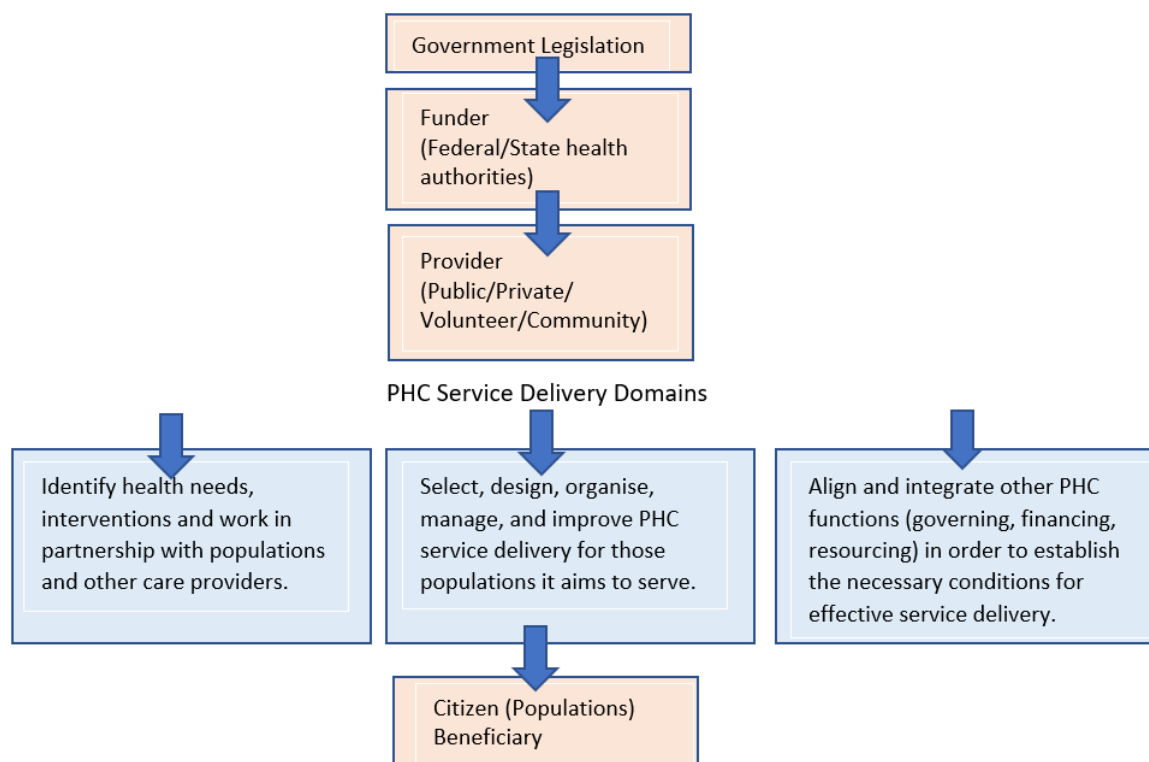 Government Legislation
Funder
(Federal/State health
authorities)
Provider
(Public/Private/
Volunteer/Community)
PHC Service Delivery Domains
Identify health needs,
interventions and work in
partnership with populations
and other care providers.
Select, design, organise,
manage, and improve PHC
service delivery for those
populations it aims to serve.
Align and integrate other PHC
functions (governing, financing,
resourcing) in order to establish
the necessary conditions for
effective service delivery.
Citizen (Populations)
Beneficiary